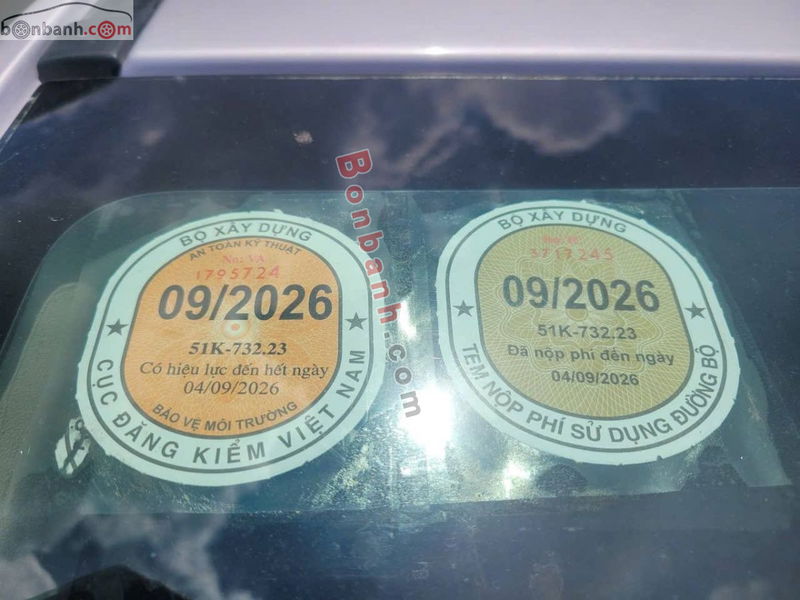 bonbanh.com
Bonbanh.com
BỘ XÂY DỰNG
AN TOÀN KỸ THUẬT
No: VA
1795724
09/2026
51K-732.23
Có hiệu lực đến hết ngày
04/09/2026
BẢO VỆ MÔI TRƯỜNG
CỤC ĐĂNG KIỂM VIỆT NAM
BỘ XÂY DỰNG
3717245
09/2026
51K-732.23
Đã nộp phí đến ngày
04/09/2026
TEM NỘP PHÍ SỬ DỤNG ĐƯỜNG BỘ